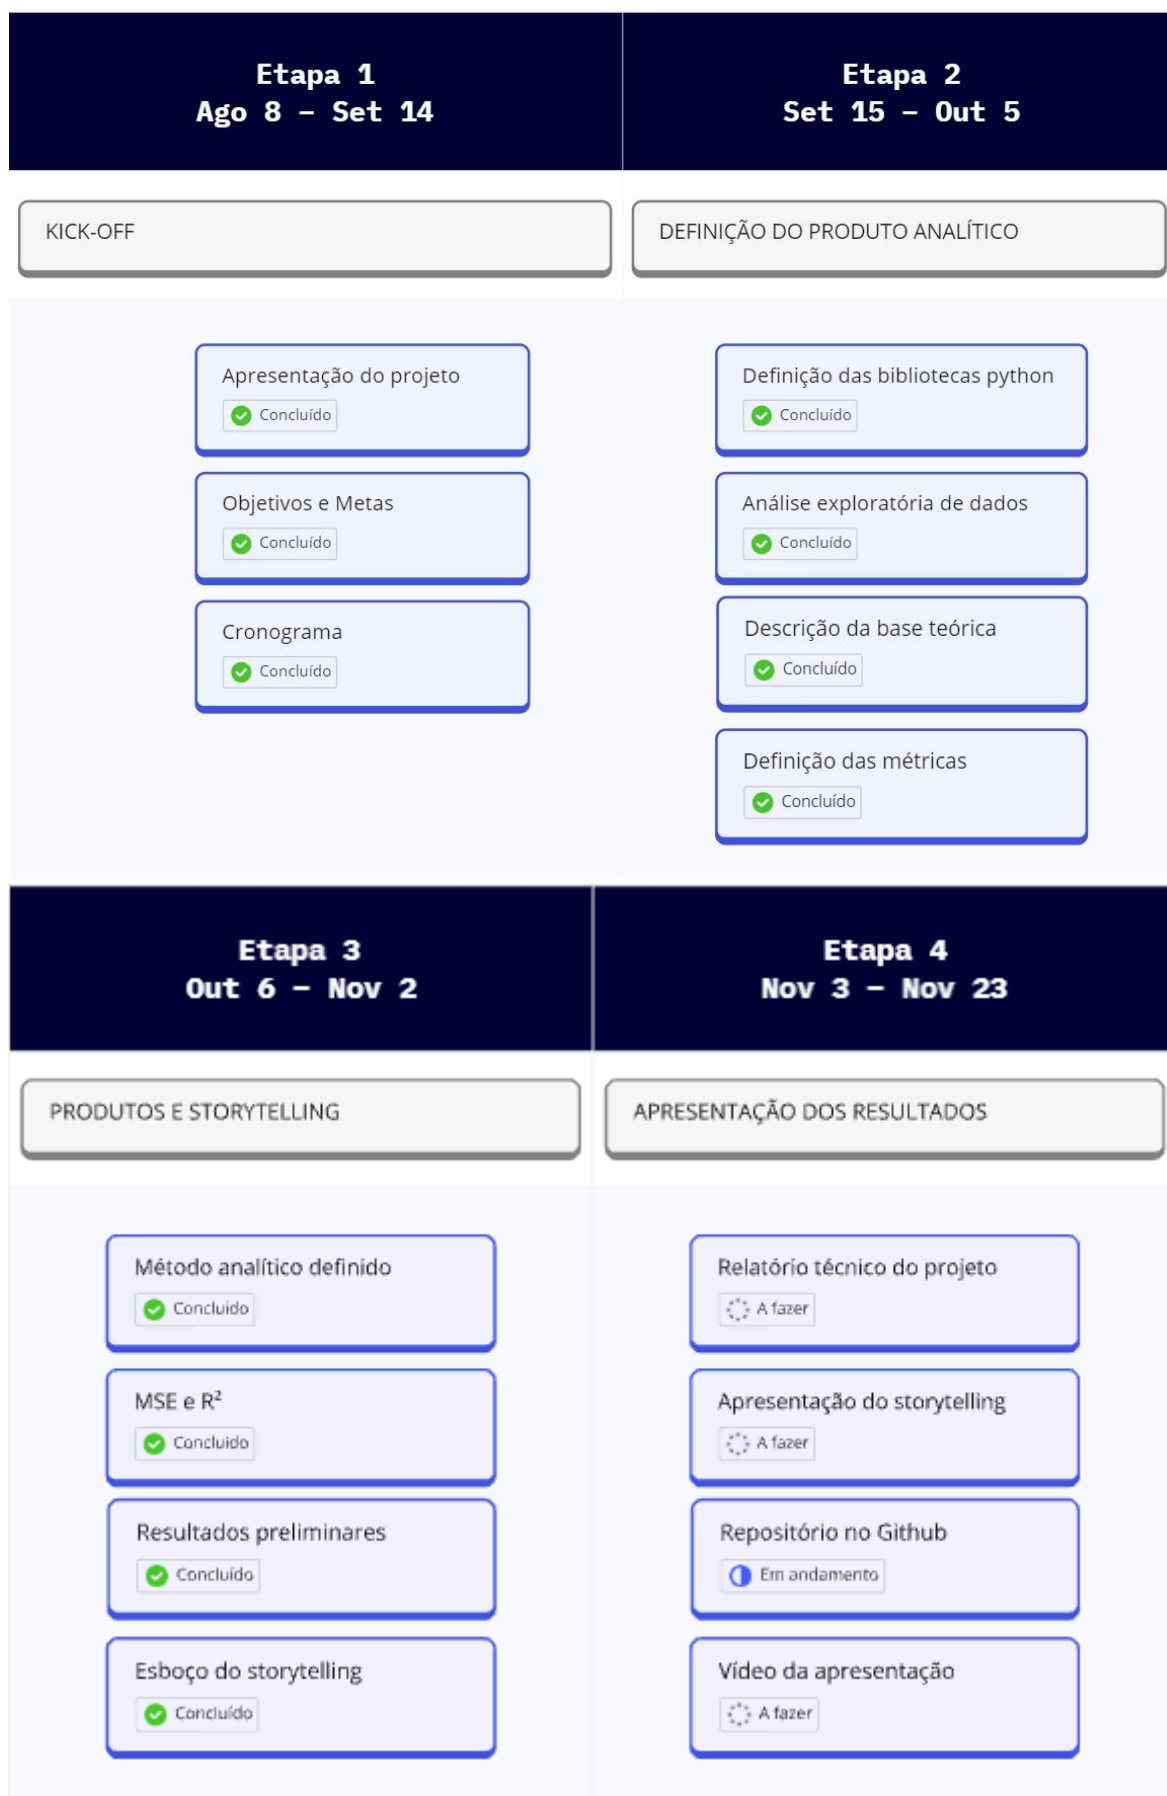 Etapa 1
Ago 8 – Set 14
Etapa 2
Set 15 – Out 5
KICK-OFF
DEFINIÇÃO DO PRODUTO ANALÍTICO
Apresentação do projeto
Concluído
Objetivos e Metas
Concluído
Cronograma
Concluído
Definição das bibliotecas python
Concluído
Análise exploratória de dados
Concluído
Descrição da base teórica
Concluído
Definição das métricas
Concluído
Etapa 3
Out 6 – Nov 2
Etapa 4
Nov 3 – Nov 23
PRODUTOS E STORYTELLING
APRESENTAÇÃO DOS RESULTADOS
Método analítico definido
Concluído
MSE e R²
Concluído
Resultados preliminares
Concluído
Esboço do storytelling
Concluído
Relatório técnico do projeto
A fazer
Apresentação do storytelling
A fazer
Repositório no Github
Em andamento
Vídeo da apresentação
A fazer